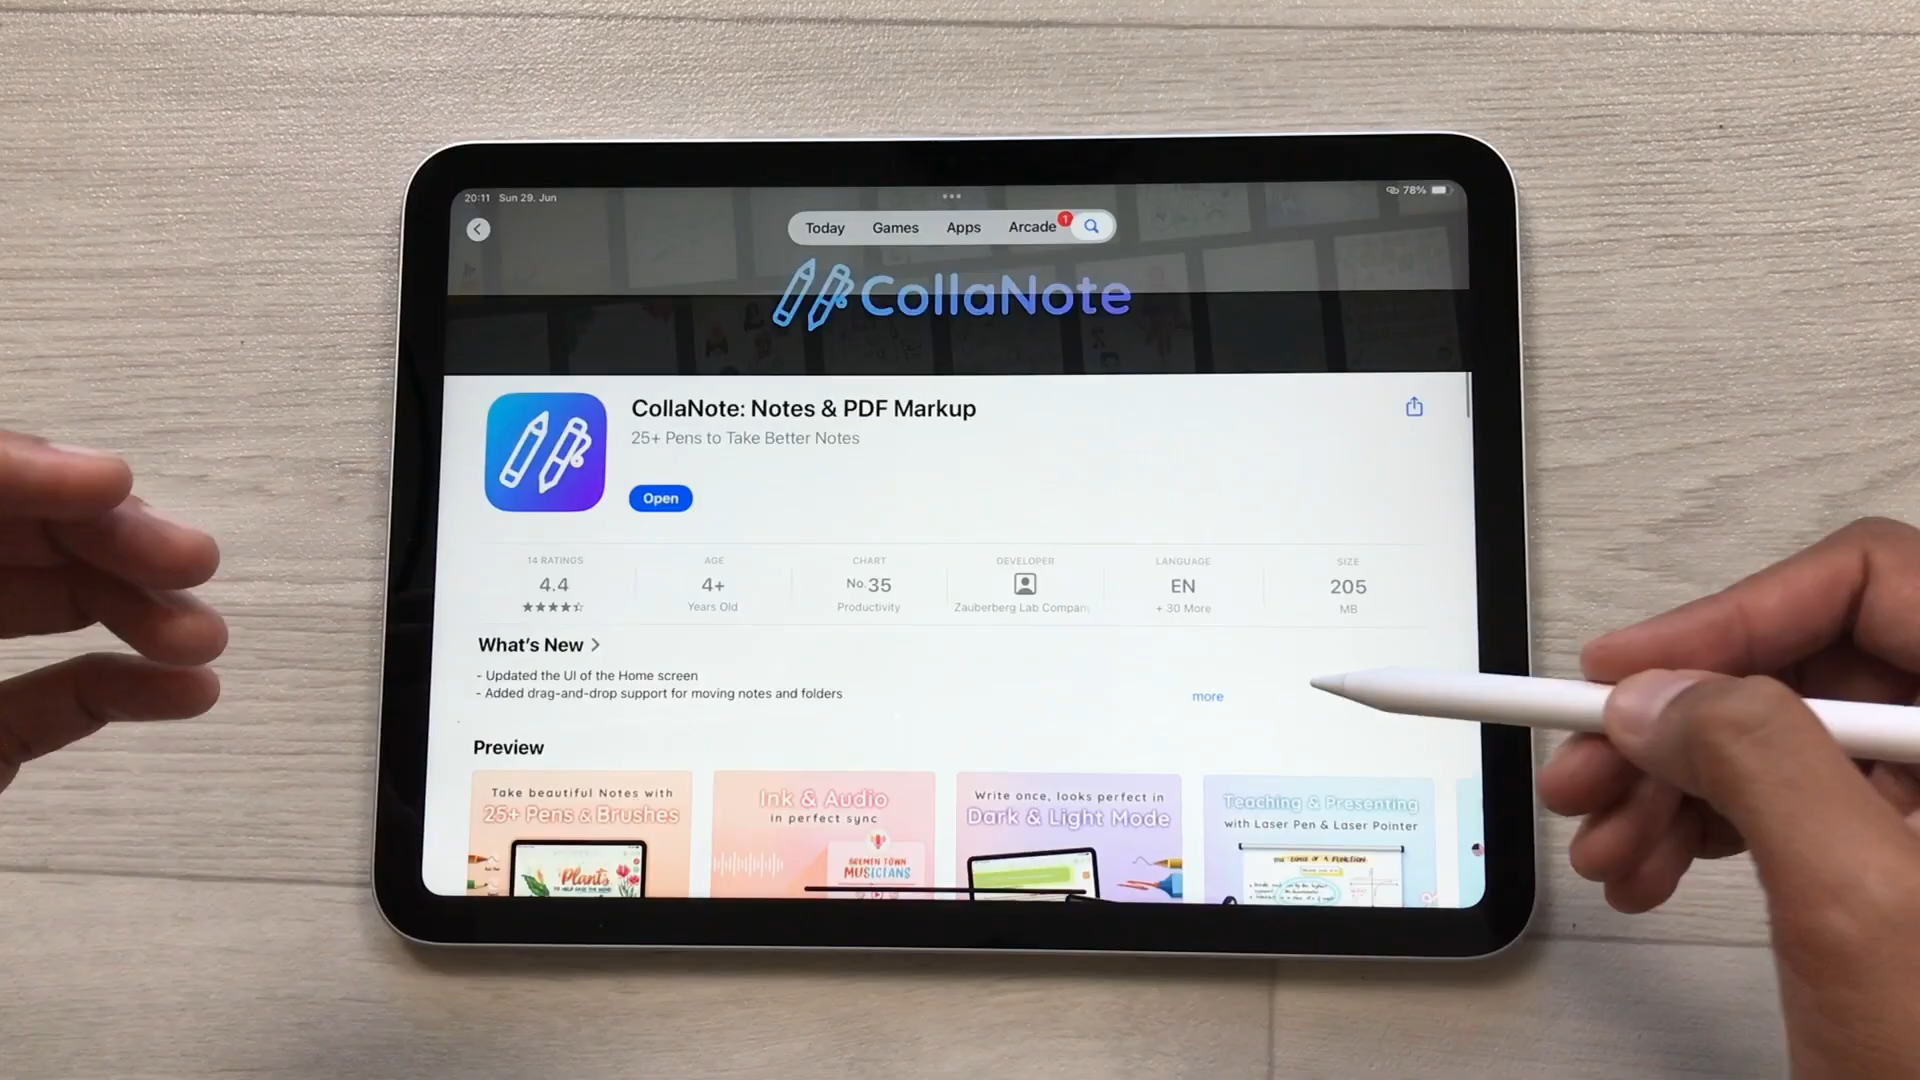 20:11 Sun 29. Jun
78%
Today Games Apps Arcade 1
CollaNote
CollaNote: Notes & PDF Markup
25+ Pens to Take Better Notes
Open
14 RATINGS
4.4
AGE
4+
Years Old
CHART
No.35
Productivity
DEVELOPER
Zauberberg Lab Compan
LANGUAGE
EN
+ 30 More
SIZE
205
MB
What's New
- Updated the UI of the Home screen
- Added drag-and-drop support for moving notes and folders
more
Preview
Take beautiful Notes with
25+ Pens & Brushes
Plants
Ink & Audio
in perfect sync
BREMEN TOWN
MUSICIANS
Write once, looks perfect in
Dark & Light Mode
Teaching & Presenting
with Laser Pen & Laser Pointer